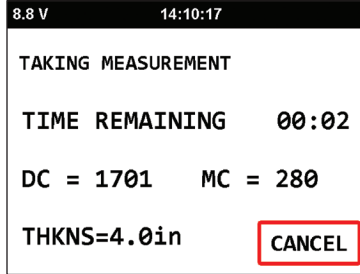 8.8 V 14:10:17
TAKING MEASUREMENT
TIME REMAINING 00:02
DC = 1701 MC = 280
THKNS=4.0in CANCEL